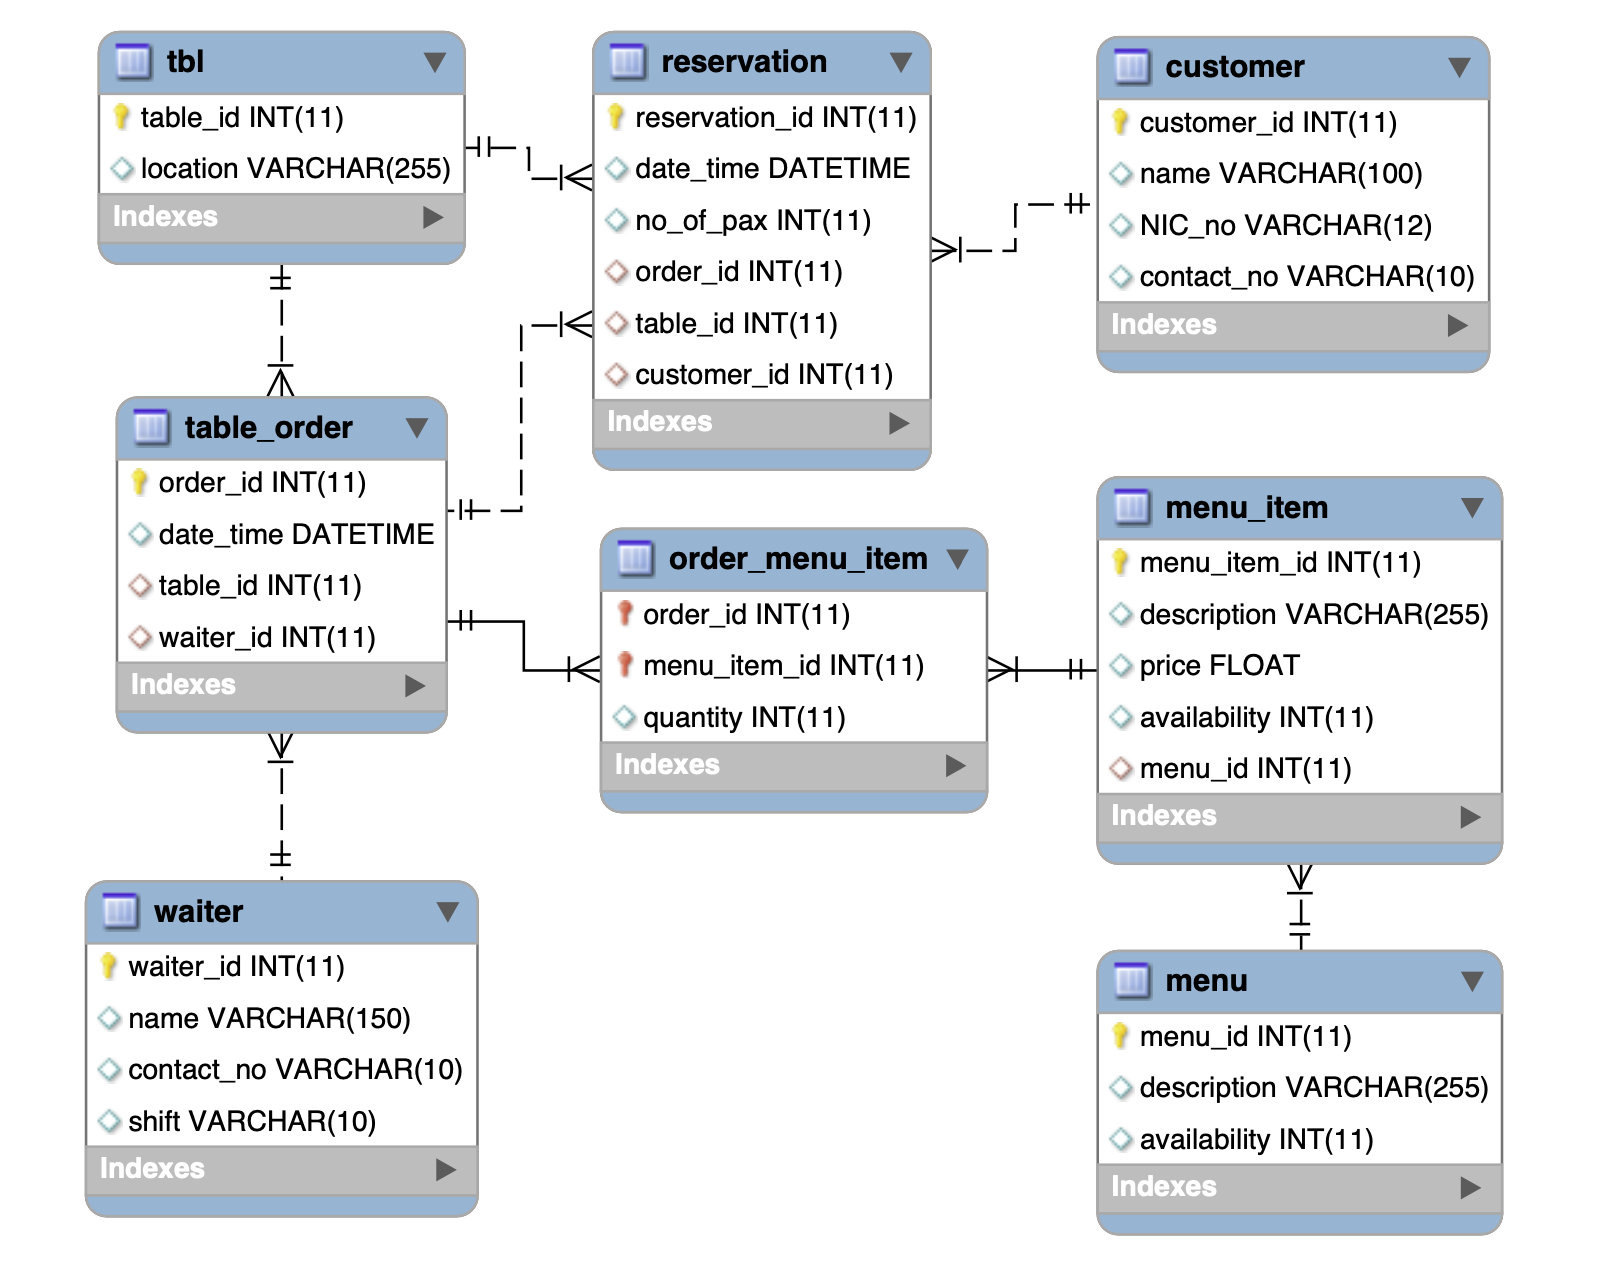 tbl
table_id INT(11)
location VARCHAR(255)
Indexes
reservation
reservation_id INT(11)
date_time DATETIME
no_of_pax INT(11)
order_id INT(11)
table_id INT(11)
customer_id INT(11)
Indexes
customer
customer_id INT(11)
name VARCHAR(100)
NIC_no VARCHAR(12)
contact_no VARCHAR(10)
Indexes
table_order
order_id INT(11)
date_time DATETIME
table_id INT(11)
waiter_id INT(11)
Indexes
order_menu_item
order_id INT(11)
menu_item_id INT(11)
quantity INT(11)
Indexes
menu_item
menu_item_id INT(11)
description VARCHAR(255)
price FLOAT
availability INT(11)
menu_id INT(11)
Indexes
waiter
waiter_id INT(11)
name VARCHAR(150)
contact_no VARCHAR(10)
shift VARCHAR(10)
Indexes
menu
menu_id INT(11)
description VARCHAR(255)
availability INT(11)
Indexes